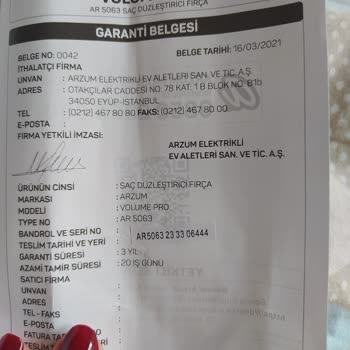 AR 5063 SAÇ DÜZLEŞTİRİCİ FIRÇA
GARANTİ BELGESİ
BELGE NO: 0042 BELGE TARİHİ: 16/03/2021
İTHALATÇI FİRMA
UNVAN : ARZUM ELEKTRİKLİ EV ALETLERİ SAN. VE TİC. A.Ş.
ADRES : OTAKÇILAR CADDESİ NO: 78 KAT: 1 B BLOK NO: B1b
34050 EYÜP-İSTANBUL
TEL : (0212) 467 80 80 FAKS: (0212) 467 80 00
E-POSTA :
FİRMA YETKİLİ İMZASI:
ARZUM ELEKTRİKLİ
EV ALETLERİ SAN. VE TİC. A.Ş.
ÜRÜNÜN CİNSİ : SAÇ DÜZLEŞTİRİCİ FIRÇA
MARKASI : ARZUM
MODELİ : VOLUME PRO
TYPE NO : AR 5063
BANDROL VE SERİ NO : AR5063 23 33 06444
TESLİM TARİHİ VE YERİ :
GARANTİ SÜRESİ : 3 YIL
AZAMİ TAMİR SÜRESİ : 20 İŞ GÜNÜ
SATICI FİRMA
UNVAN :
ADRES :
TEL - FAKS :
E-POSTA :
FATURA TARİ
TESLİM